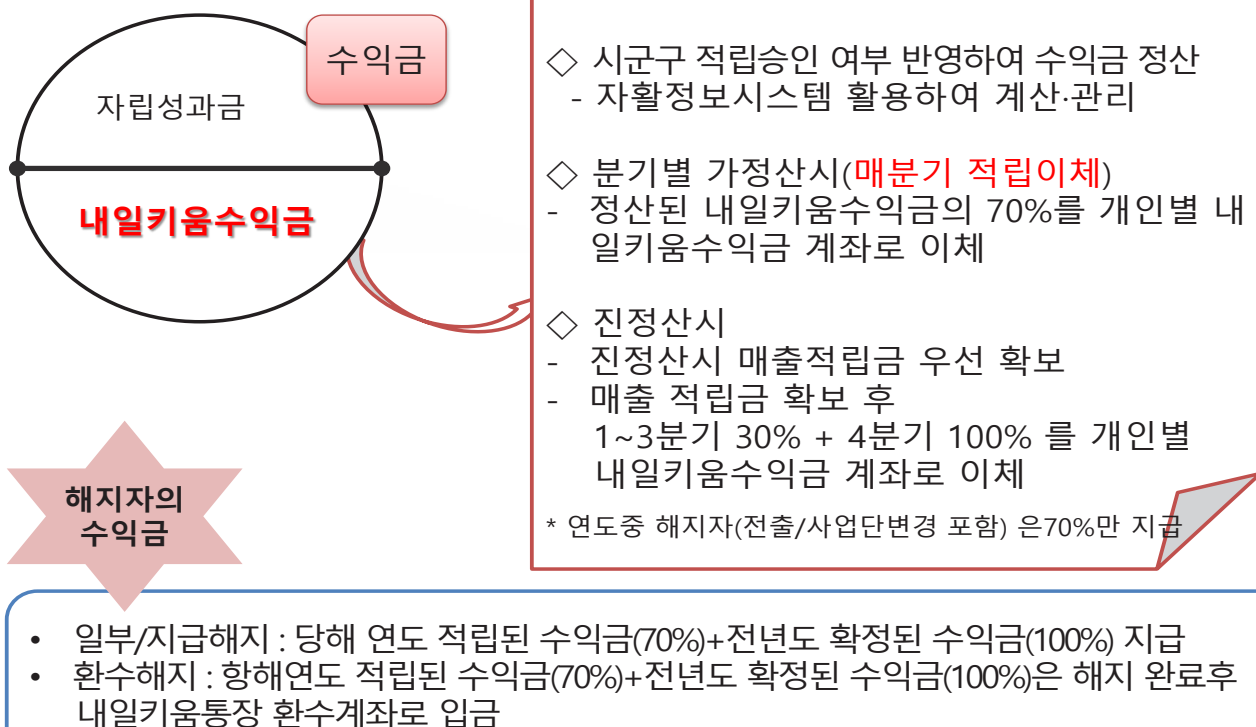 수익금
자립성과금
내일키움수익금
◇ 시군구 적립승인 여부 반영하여 수익금 정산
- 자활정보시스템 활용하여 계산·관리
◇ 분기별 가정산시(매분기 적립이체)
- 정산된 내일키움수익금의 70%를 개인별 내
일키움수익금 계좌로 이체
◇ 진정산시
- 진정산시 매출적립금 우선 확보
- 매출 적립금 확보 후
1~3분기 30% + 4분기 100% 를 개인별
내일키움수익금 계좌로 이체
* 연도중 해지자(전출/사업단변경 포함) 은70%만 지급
해지자의
수익금
• 일부/지급해지 : 당해 연도 적립된 수익금(70%)+전년도 확정된 수익금(100%) 지급
• 환수해지 : 항해연도 적립된 수익금(70%)+전년도 확정된 수익금(100%)은 해지 완료후
내일키움통장 환수계좌로 입금